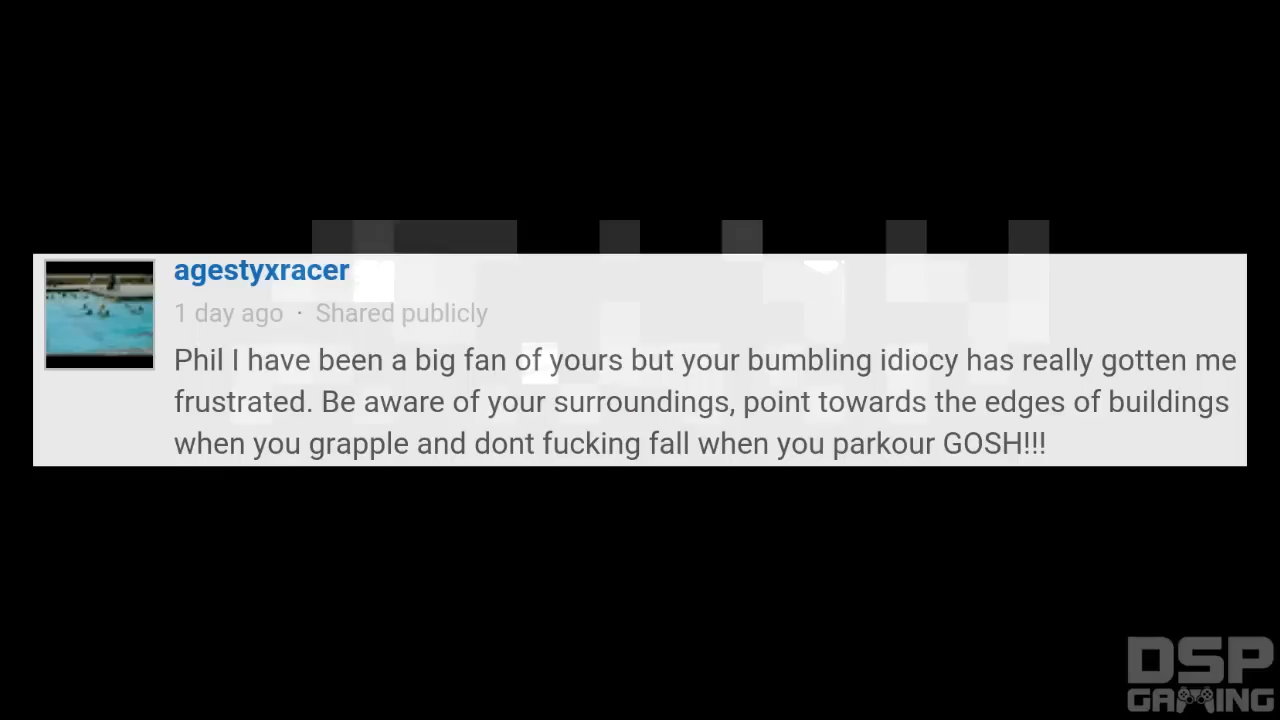 agestyxracer
1 day ago · Shared publicly
Phil I have been a big fan of yours but your bumbling idiocy has really gotten me
frustrated. Be aware of your surroundings, point towards the edges of buildings
when you grapple and dont fucking fall when you parkour GOSH!!!
DSP
GAMING